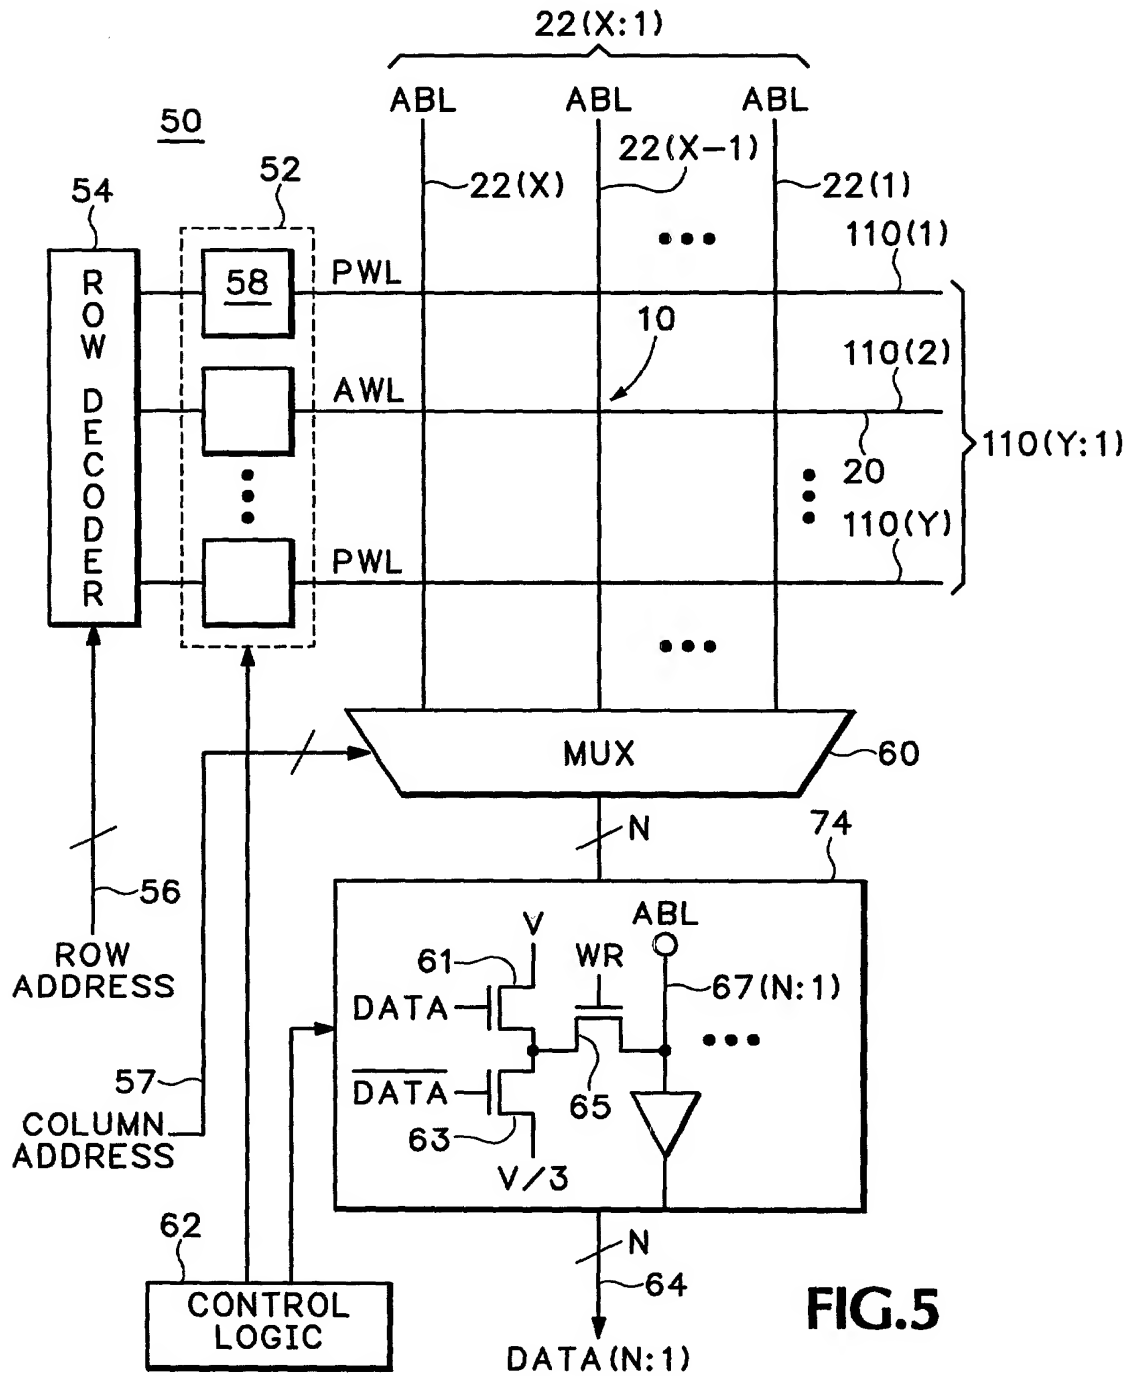 22(X:1)
ABL ABL ABL
50
22(X-1)
22(X) 22(1)
54 52
110(1)
ROW DECODER
58
PWL
10
110(2)
AWL
110(Y:1)
20
110(Y)
PWL
MUX
60
N
74
56
ROW
ADDRESS
V
ABL
61
WR
67(N:1)
DATA
DATA
65
57
63
COLUMN
ADDRESS
V/3
62
N
64
CONTROL
LOGIC
FIG.5
DATA(N:1)